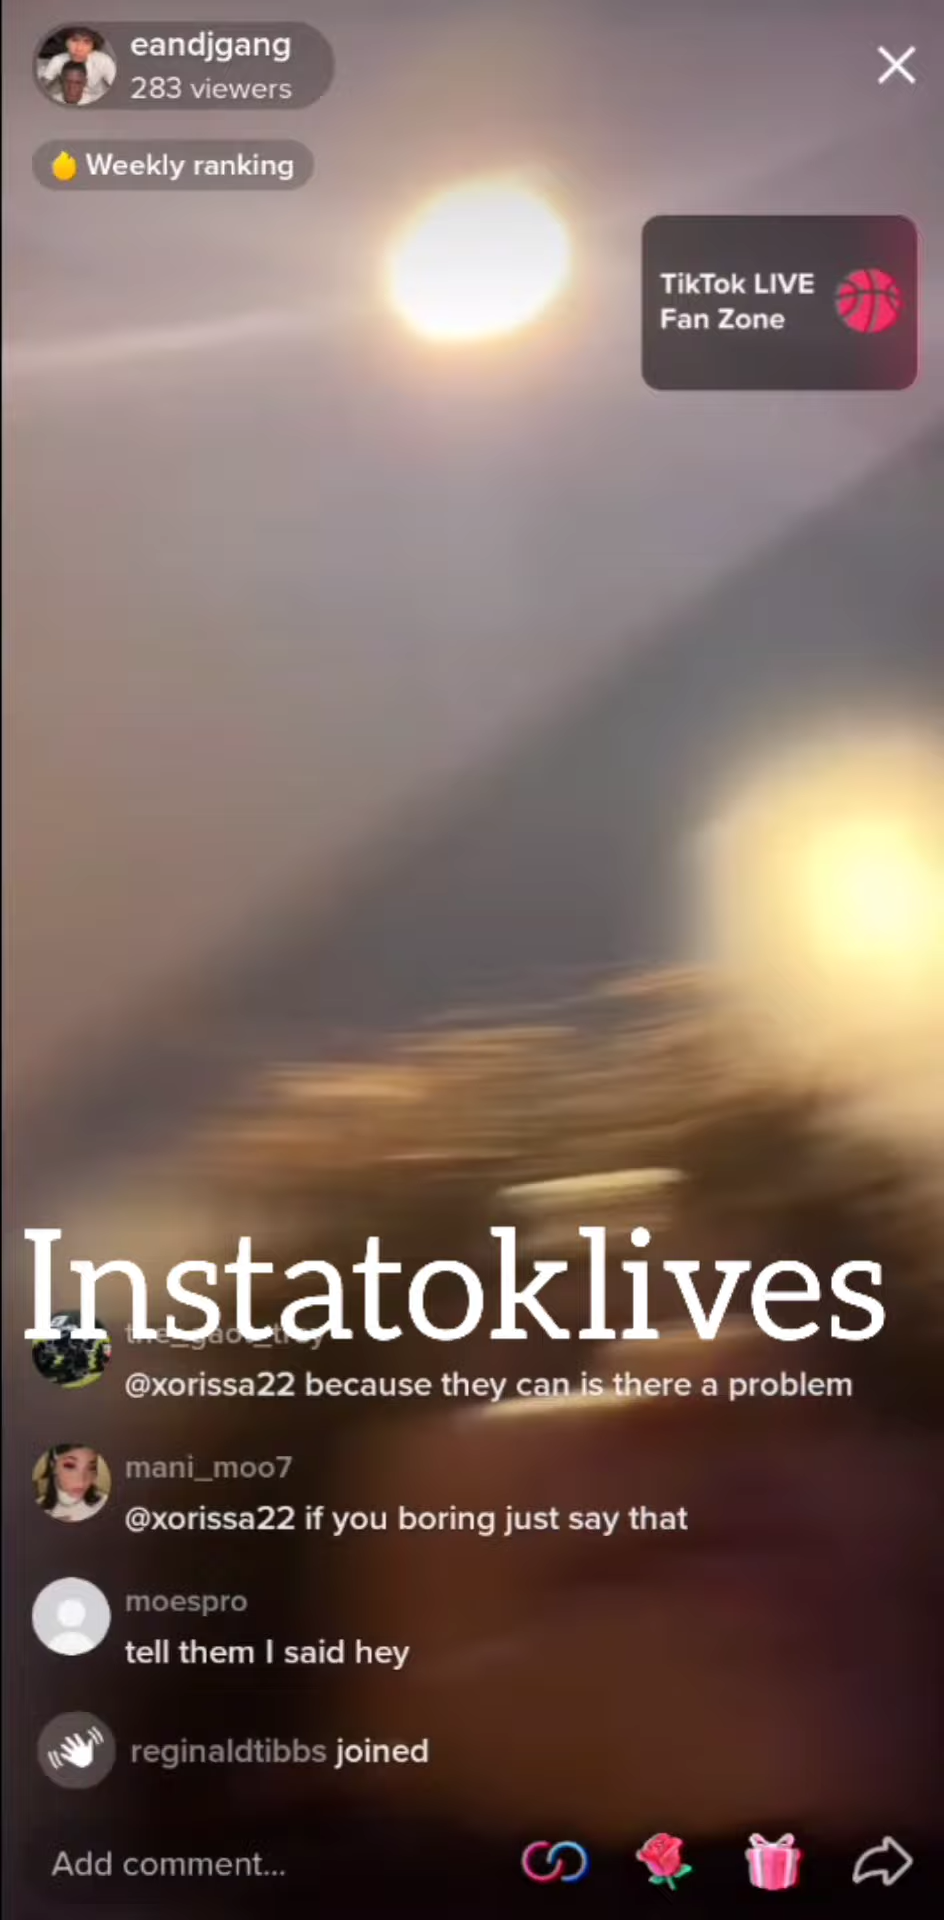 eandjgang
283 viewers
Weekly ranking
TikTok LIVE
Fan Zone
Instatoklives
@xorissa22 because they can is there a problem
mani_moo7
@xorissa22 if you boring just say that
moespro
tell them I said hey
reginaldtibbs joined
Add comment...